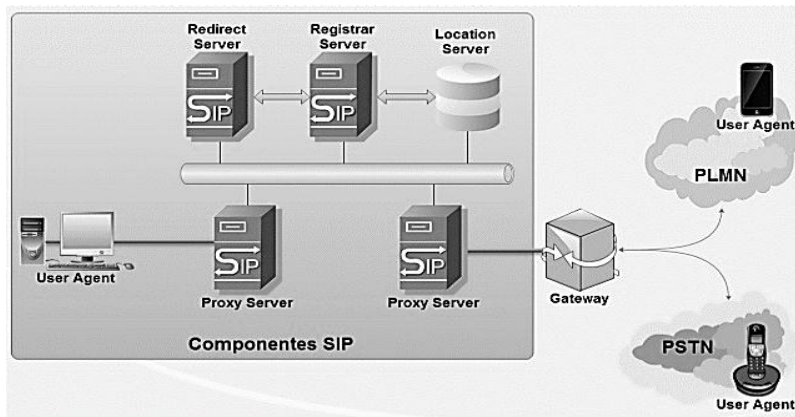 Redirect
Server
Registrar
Server
Location
Server
SIP
SIP
User Agent
PLMN
SIP
SIP
User Agent
Proxy Server
Proxy Server
Gateway
Componentes SIP
PSTN
User Agent